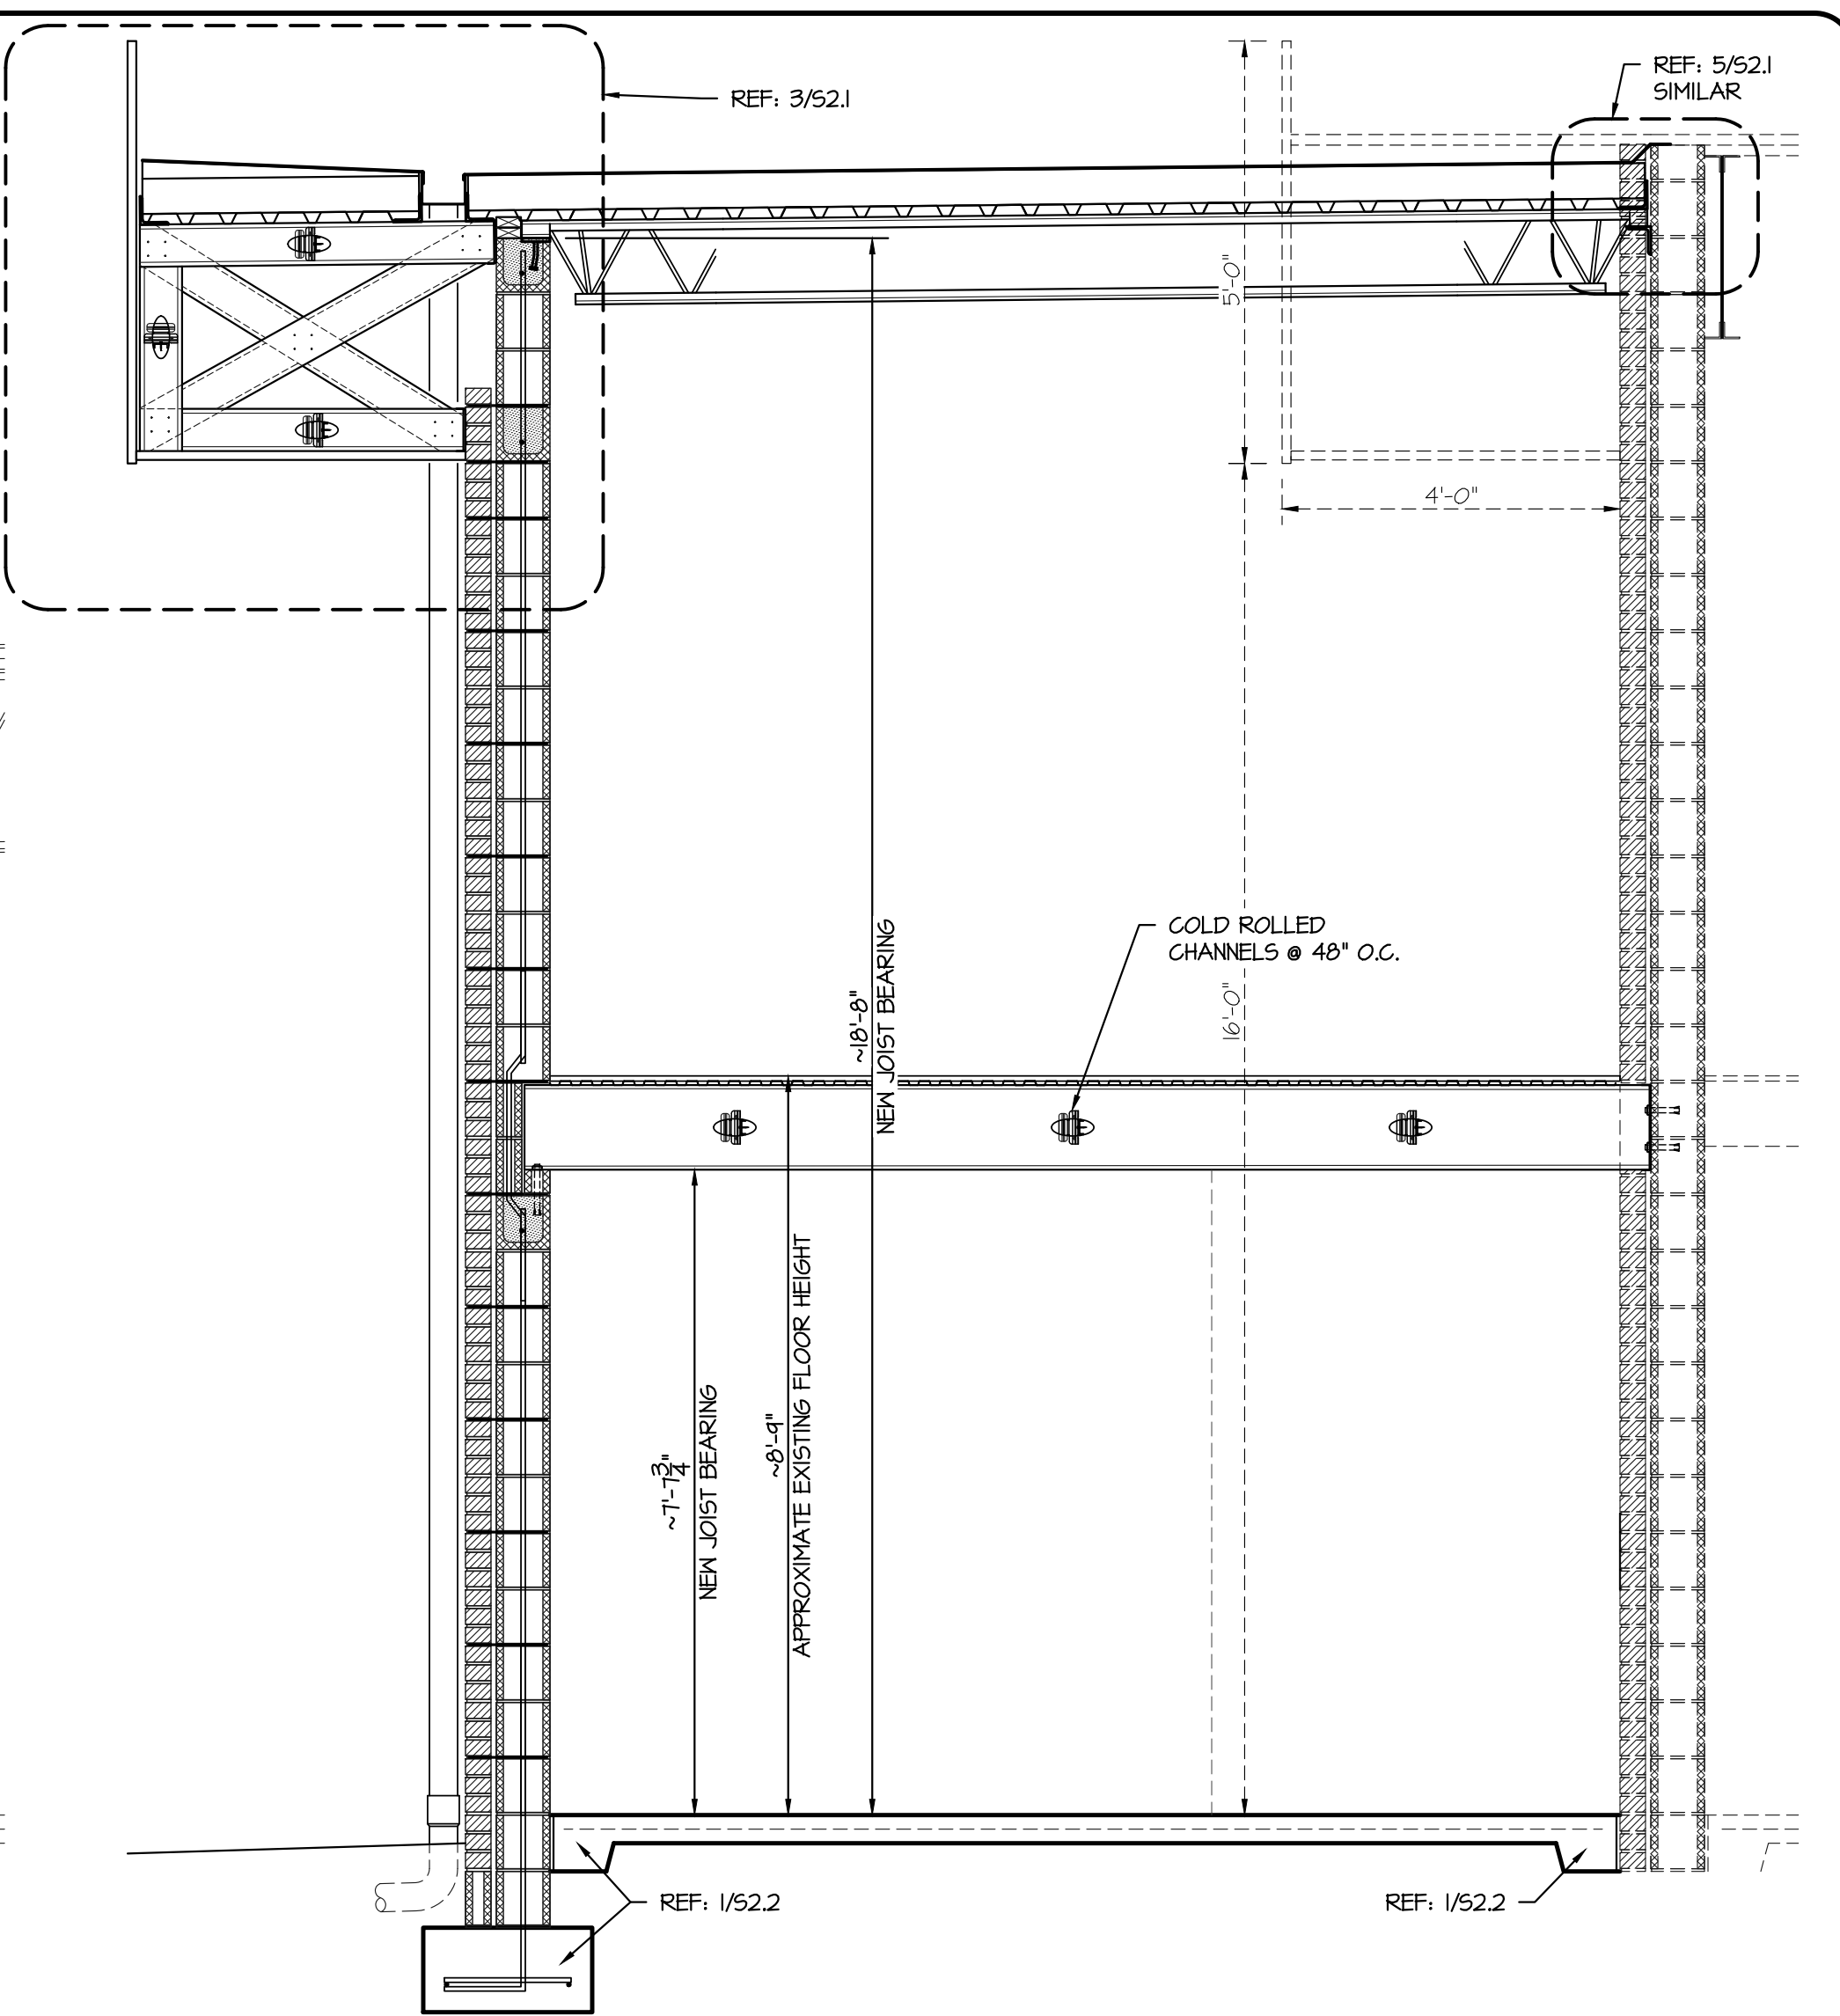 REF: 3/S2.1
REF: 5/S2.1
SIMILAR
5'-0"
4'-0"
COLD ROLLED
CHANNELS @ 48" O.C.
~18'-8"
NEW JOIST BEARING
16'-0"
~7'-7 3/4"
NEW JOIST BEARING
~8'-9"
APPROXIMATE EXISTING FLOOR HEIGHT
REF: 1/S2.2
REF: 1/S2.2